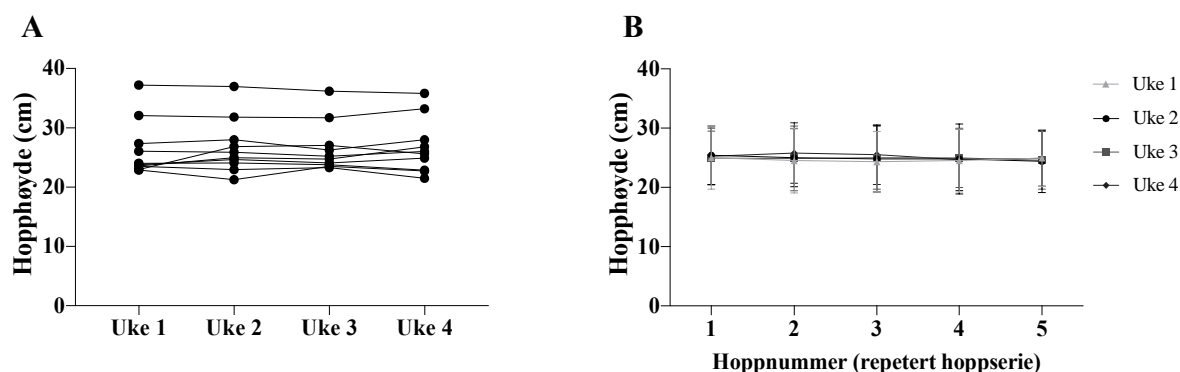 A
Hopphøyde (cm)
40
30
20
10
0
Uke 1 Uke 2 Uke 3 Uke 4
B
Hopphøyde (cm)
40
30
20
10
0
1 2 3 4 5
Hoppnummer (repetert hoppserie)
Uke 1
Uke 2
Uke 3
Uke 4